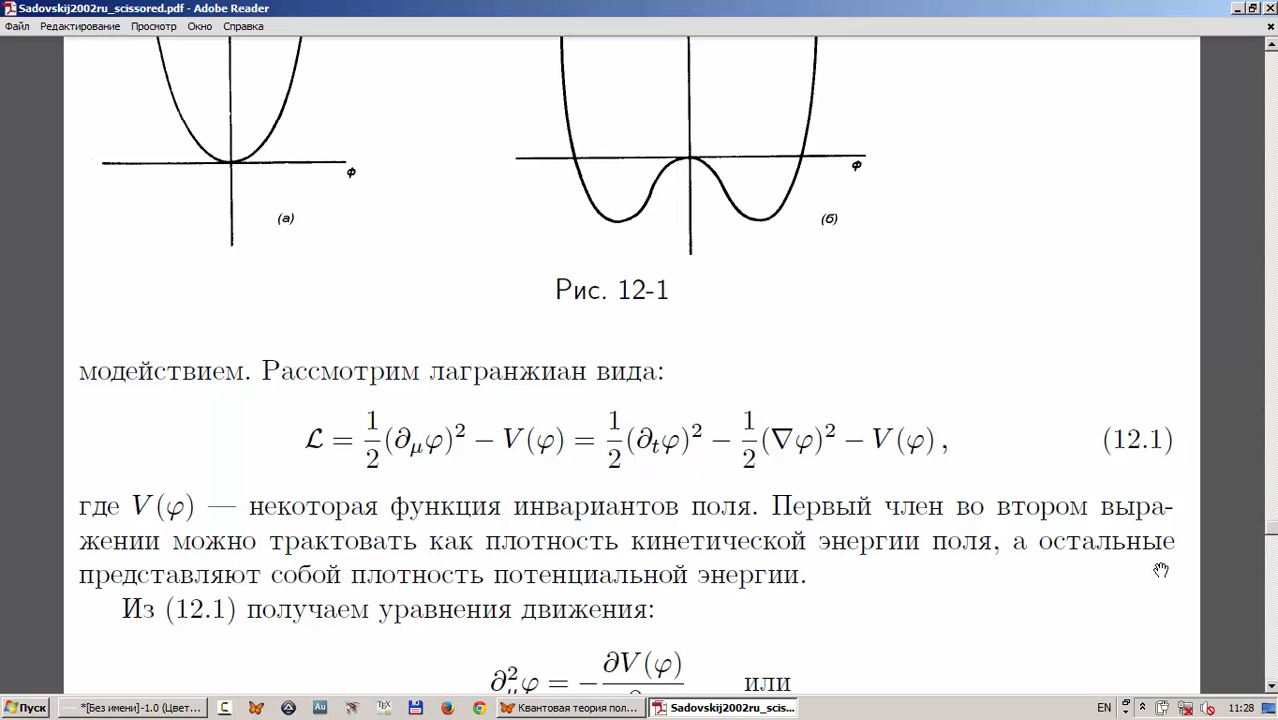 Sadovskij2002ru_scissored.pdf - Adobe Reader
Файл Редактирование Просмотр Окно Справка
φ
(а)
φ
(б)
Рис. 12-1
модействием. Рассмотрим лагранжиан вида:
ℒ = 1/2 (∂_μ φ)² − V(φ) = 1/2 (∂_t φ)² − 1/2 (∇φ)² − V(φ) , (12.1)
где V(φ) — некоторая функция инвариантов поля. Первый член во втором выра-
жении можно трактовать как плотность кинетической энергии поля, а остальные
представляют собой плотность потенциальной энергии.
Из (12.1) получаем уравнения движения:
∂²_μ φ = − ∂V(φ) или
Пуск *[Без имени]-1.0 (Цвет... Квантовая теория пол... Sadovskij2002ru_scis... EN 11:28